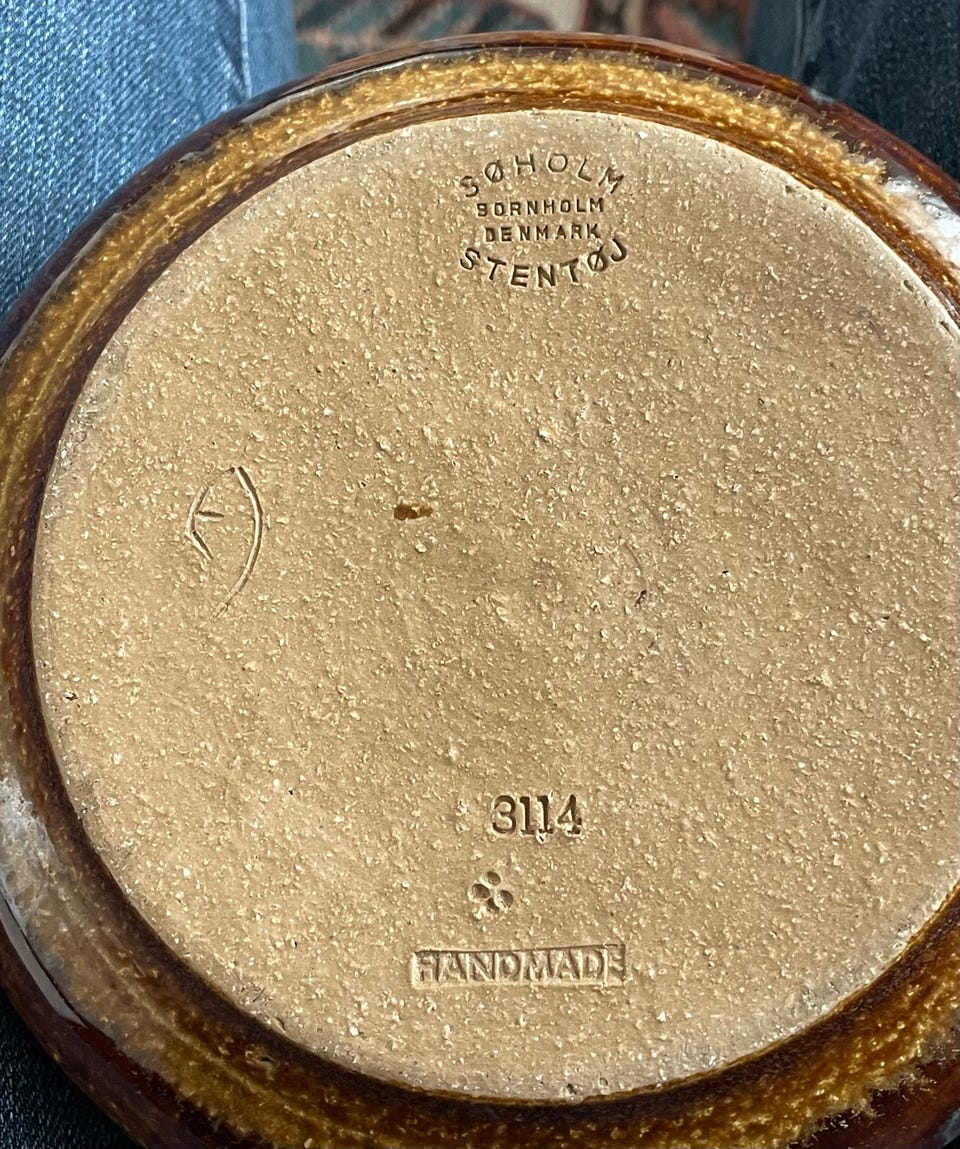 SØHOLM
BORNHOLM
DENMARK
STENTØJ
3114
HANDMADE